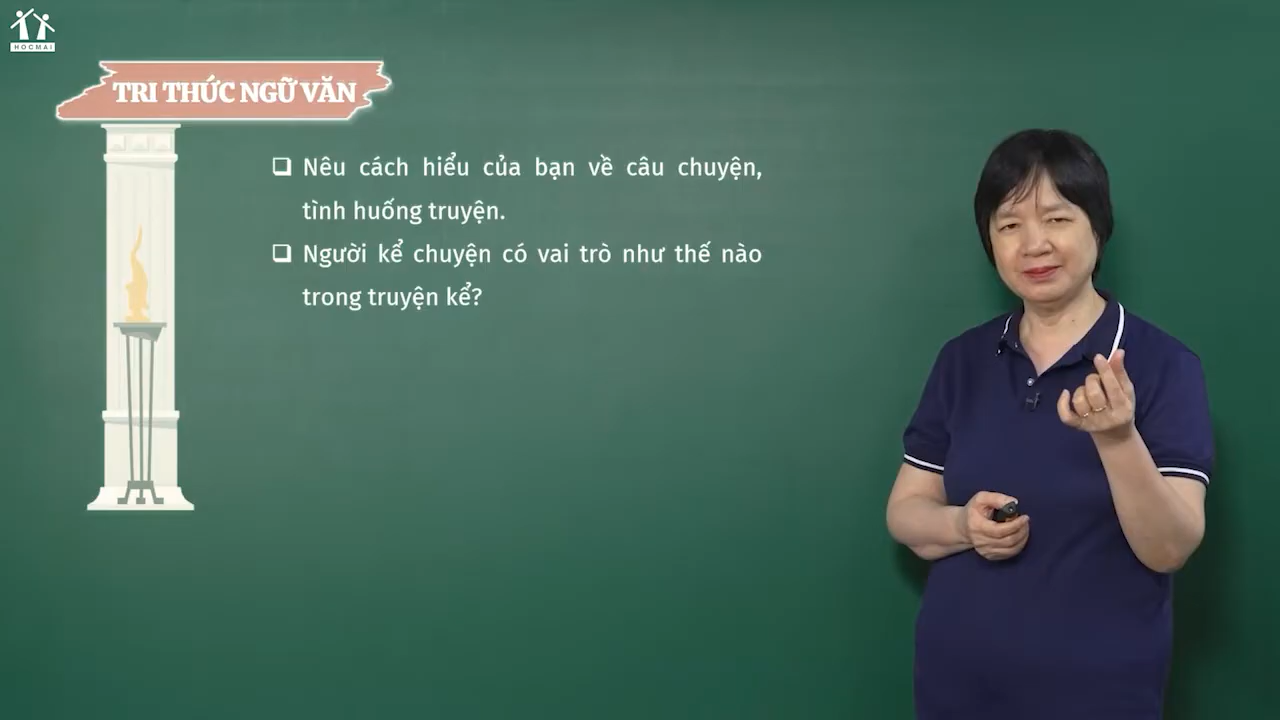 HOCMAI
TRI THỨC NGỮ VĂN
❑ Nêu cách hiểu của bạn về câu chuyện,
tình huống truyện.
❑ Người kể chuyện có vai trò như thế nào
trong truyện kể?